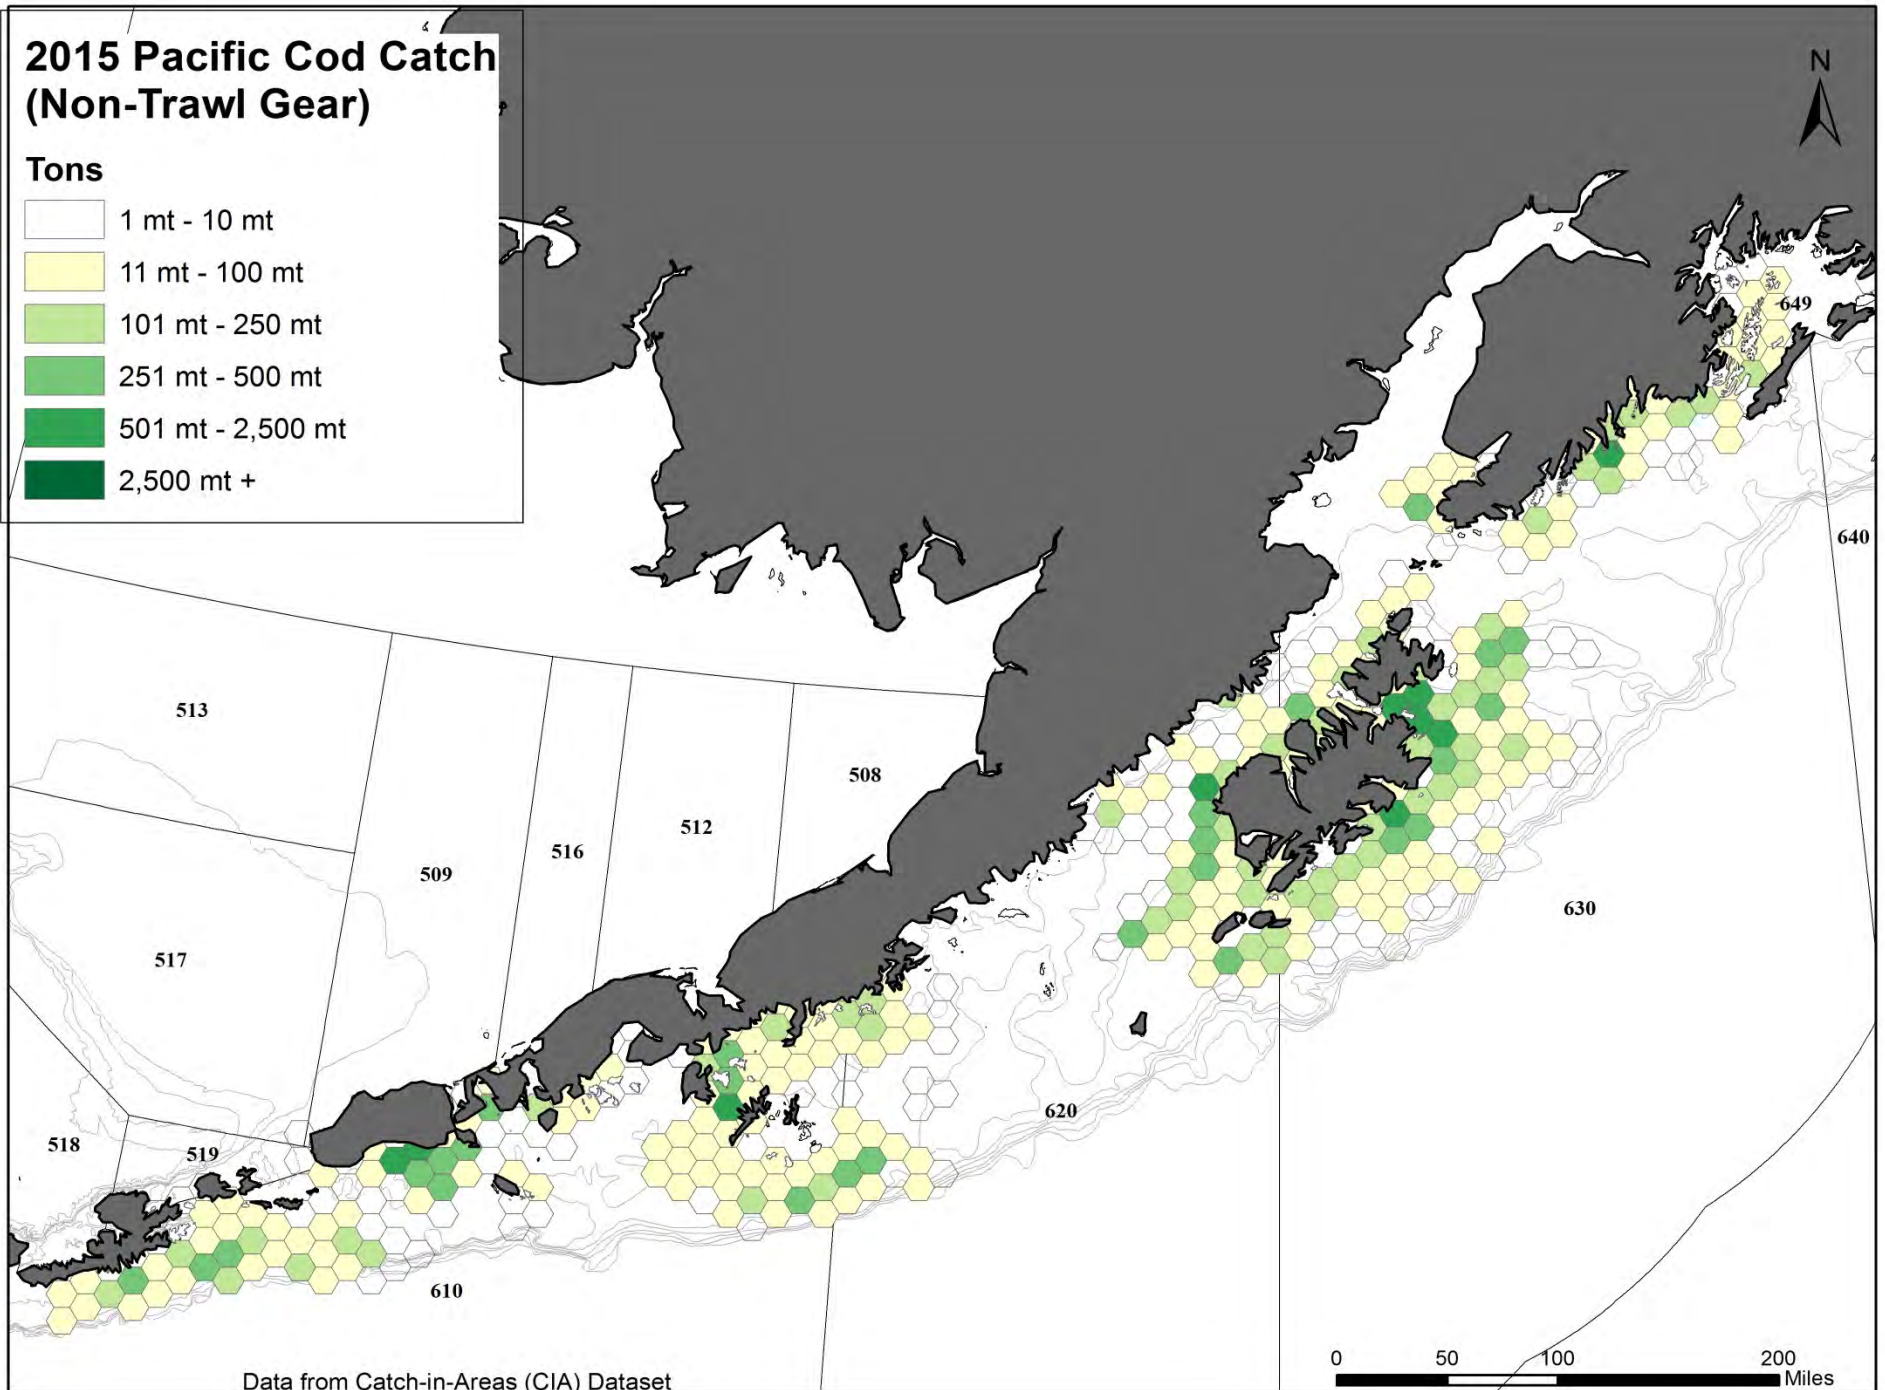 2015 Pacific Cod Catch
(Non-Trawl Gear)
Tons
1 mt - 10 mt
11 mt - 100 mt
101 mt - 250 mt
251 mt - 500 mt
501 mt - 2,500 mt
2,500 mt +
N
649
640
513
508
512
516
509
630
517
620
518
519
610
0 50 100 200
Miles
Data from Catch-in-Areas (CIA) Dataset